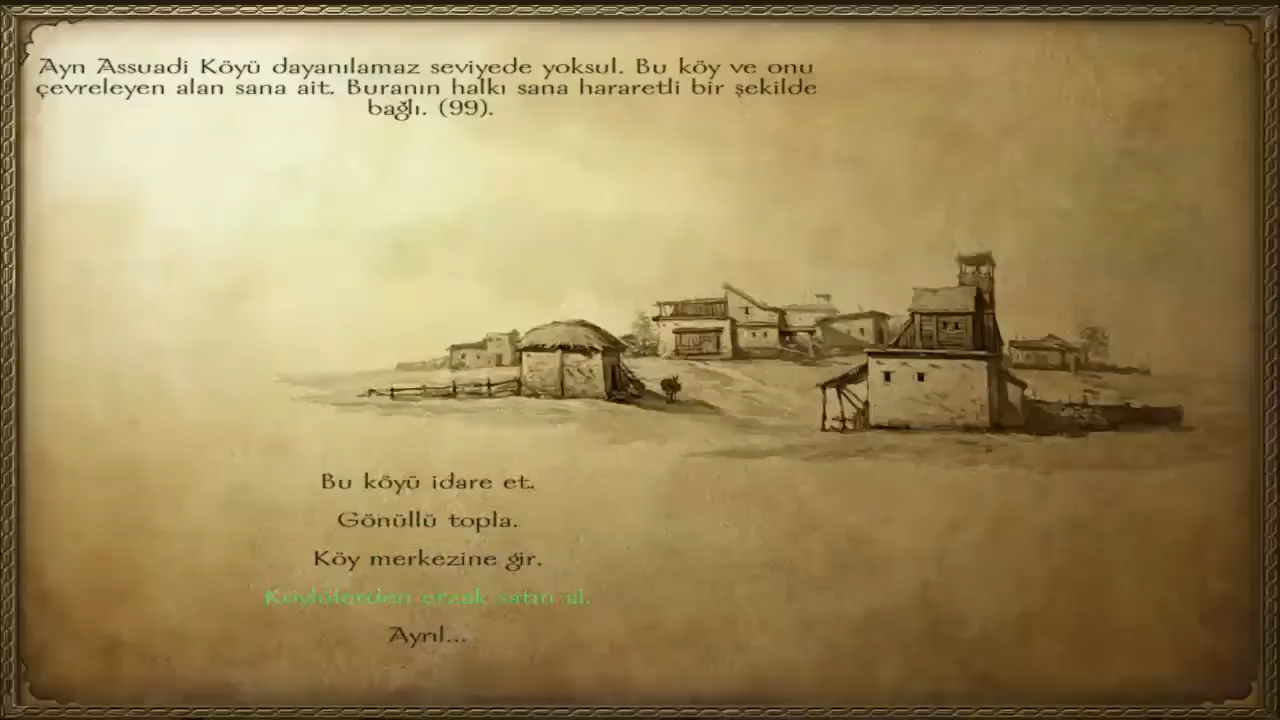 Ayn Assuadi Köyü dayanılamaz seviyede yoksul. Bu köy ve onu
çevreleyen alan sana ait. Buranın halkı sana hararetli bir şekilde
bağlı. (99).
Bu köyü idare et.
Gönüllü topla.
Köy merkezine gir.
Köylülerden erzak satın al.
Ayrıl...